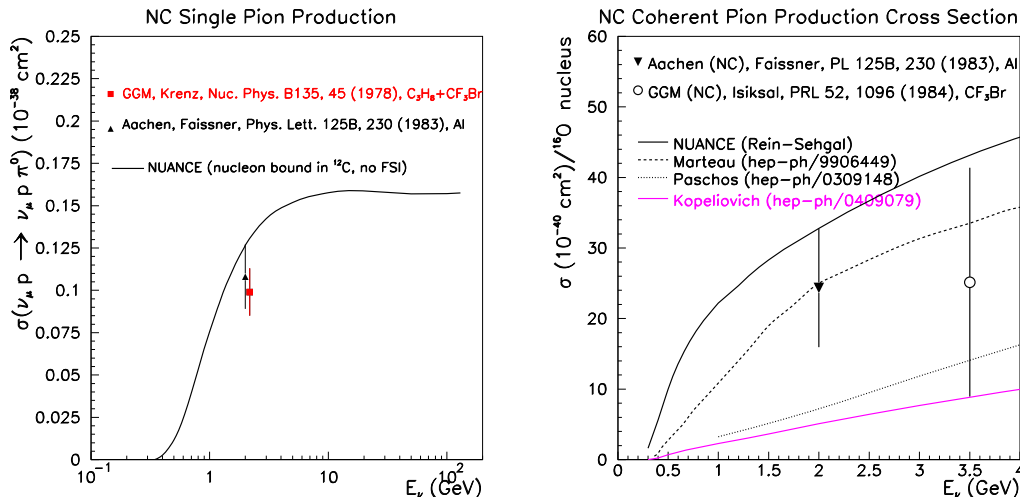 NC Single Pion Production
σ(ν_μ p → ν_μ p π⁰) (10⁻³⁸ cm²)
0.25
0.225
0.2
0.175
0.15
0.125
0.1
0.075
0.05
0.025
0
GGM, Krenz, Nuc. Phys. B135, 45 (1978), C₃H₈+CF₃Br
Aachen, Faissner, Phys. Lett. 125B, 230 (1983), Al
NUANCE (nucleon bound in ¹²C, no FSI)
10⁻¹ 1 10 10²
E_ν (GeV)
NC Coherent Pion Production Cross Section
σ (10⁻⁴⁰ cm²)/¹⁶O nucleus
60
50
40
30
20
10
0
Aachen (NC), Faissner, PL 125B, 230 (1983), Al
GGM (NC), Isiksal, PRL 52, 1096 (1984), CF₃Br
NUANCE (Rein-Sehgal)
Marteau (hep-ph/9906449)
Paschos (hep-ph/0309148)
Kopeliovich (hep-ph/0409079)
0 0.5 1 1.5 2 2.5 3 3.5 4
E_ν (GeV)